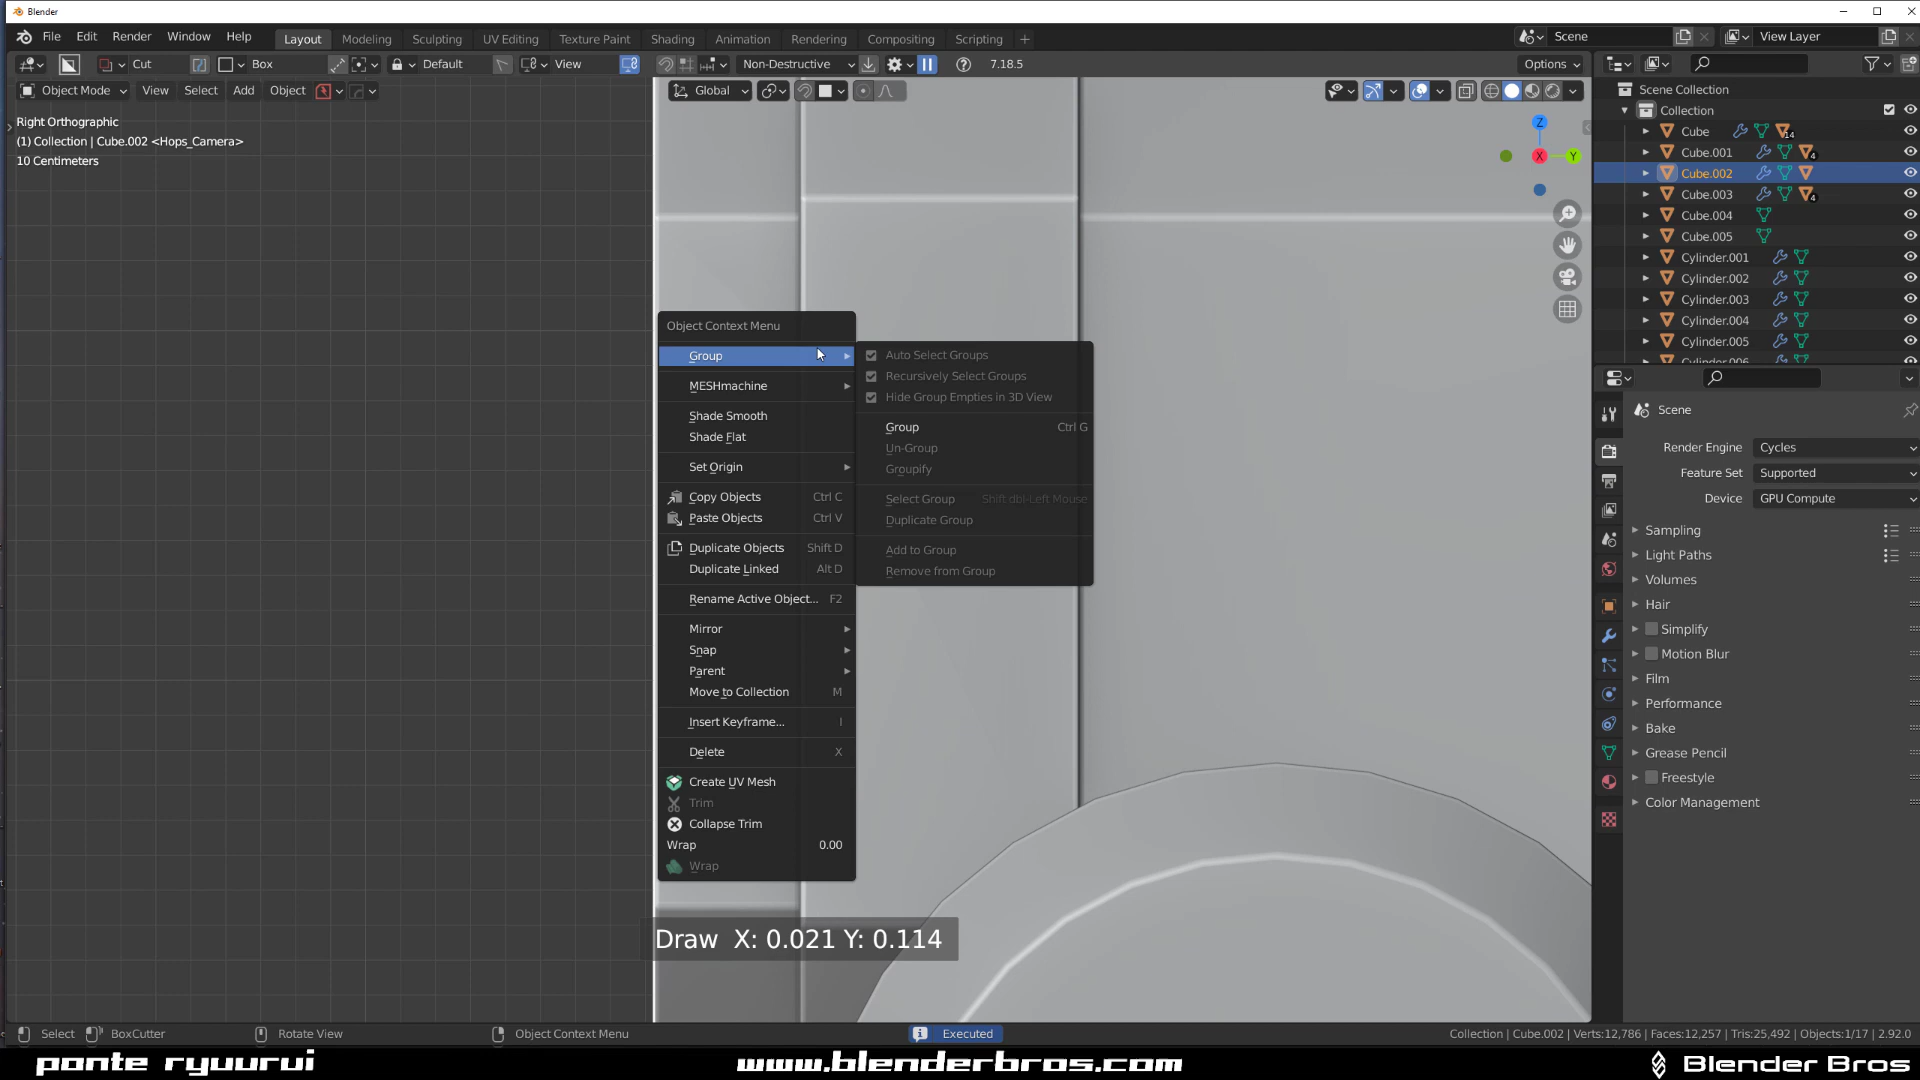 Blender
File Edit Render Window Help Layout Modeling Sculpting UV Editing Texture Paint Shading Animation Rendering Compositing Scripting + Scene View Layer
Cut Box Default View Non-Destructive 7.18.5 Options
Object Mode View Select Add Object Global
Right Orthographic
(1) Collection | Cube.002 <Hops_Camera>
10 Centimeters
Z
X
Y
Object Context Menu
Group
MESHmachine
Shade Smooth
Shade Flat
Set Origin
Copy Objects Ctrl C
Paste Objects Ctrl V
Duplicate Objects Shift D
Duplicate Linked Alt D
Rename Active Object... F2
Mirror
Snap
Parent
Move to Collection M
Insert Keyframe... I
Delete X
Create UV Mesh
Trim
Collapse Trim
Wrap 0.00
Wrap
Auto Select Groups
Recursively Select Groups
Hide Group Empties in 3D View
Group Ctrl G
Un-Group
Groupify
Select Group Shift dbl-Left Mouse
Duplicate Group
Add to Group
Remove from Group
Draw X: 0.021 Y: 0.114
Scene Collection
Collection
Cube 14
Cube.001 4
Cube.002
Cube.003 4
Cube.004
Cube.005
Cylinder.001
Cylinder.002
Cylinder.003
Cylinder.004
Cylinder.005
Cylinder.006
Scene
Render Engine Cycles
Feature Set Supported
Device GPU Compute
Sampling
Light Paths
Volumes
Hair
Simplify
Motion Blur
Film
Performance
Bake
Grease Pencil
Freestyle
Color Management
Select BoxCutter Rotate View Object Context Menu Executed Collection | Cube.002 | Verts:12,786 | Faces:12,257 | Tris:25,492 | Objects:1/17 | 2.92.0
ponte ryuurui www.blenderbros.com Blender Bros